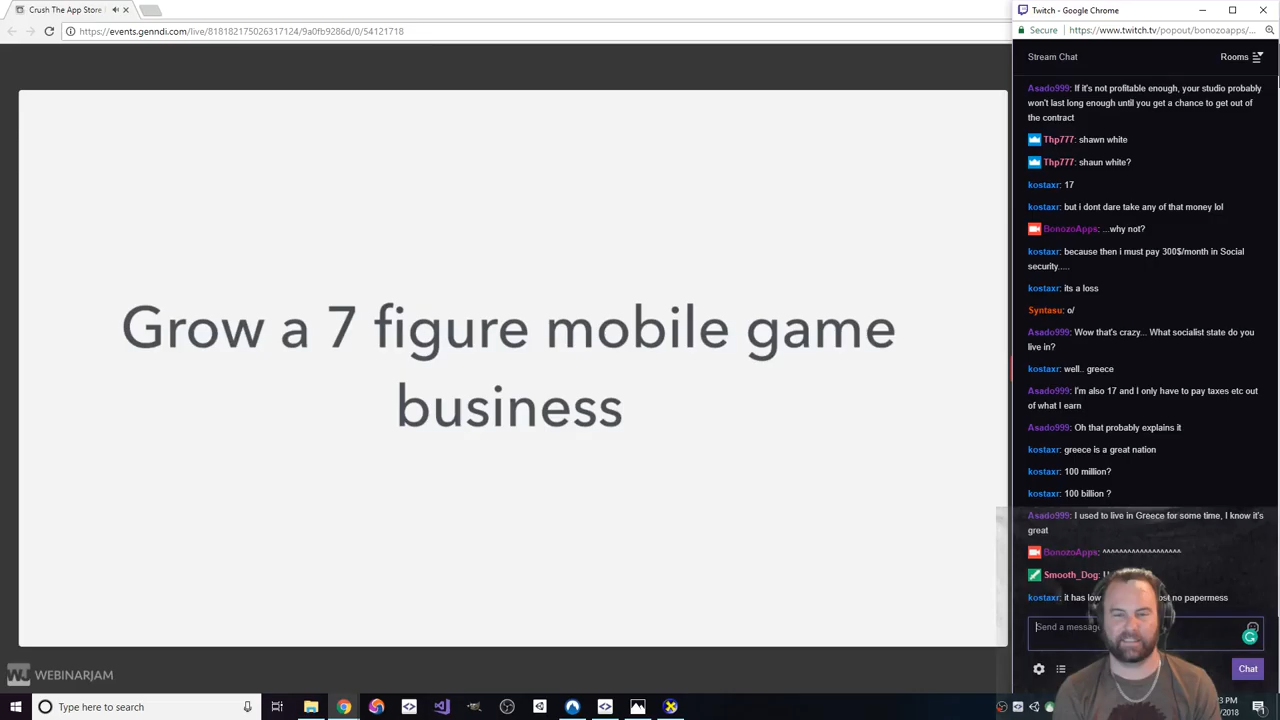 Crush The App Store
https://events.genndi.com/live/818182175026317124/9a0fb9286d/0/54121718
Grow a 7 figure mobile game
business
WJ WEBINARJAM
Twitch - Google Chrome
Secure https://www.twitch.tv/popout/bonozoapps/...
Stream Chat
Rooms
Asado999: If it's not profitable enough, your studio probably
won't last long enough until you get a chance to get out of
the contract
Thp777: shawn white
Thp777: shaun white?
kostaxr: 17
kostaxr: but i dont dare take any of that money lol
BonozoApps: ...why not?
kostaxr: because then i must pay 300$/month in Social
security.....
kostaxr: its a loss
Syntasu: o/
Asado999: Wow that's crazy... What socialist state do you
live in?
kostaxr: well.. greece
Asado999: I'm also 17 and I only have to pay taxes etc out
of what I earn
Asado999: Oh that probably explains it
kostaxr: greece is a great nation
kostaxr: 100 million?
kostaxr: 100 billion ?
Asado999: I used to live in Greece for some time, I know it's
great
BonozoApps: ^^^^^^^^^^^^^^^^^^^
Smooth_Dog:
kostaxr: it has low no papermess
Send a message
Chat
Type here to search
3 PM
2018